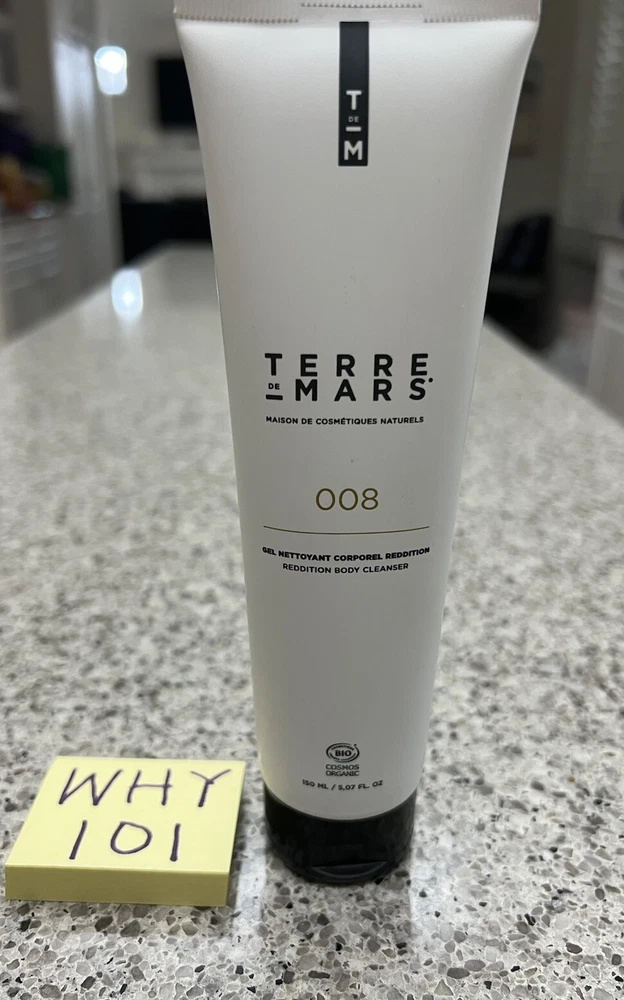 T
DE
M
TERRE
DE MARS
MAISON DE COSMÉTIQUES NATURELS
008
GEL NETTOYANT CORPOREL REDDITION
REDDITION BODY CLEANSER
BIO
COSMOS
ORGANIC
150 ML / 5,07 FL. OZ
WHY
101